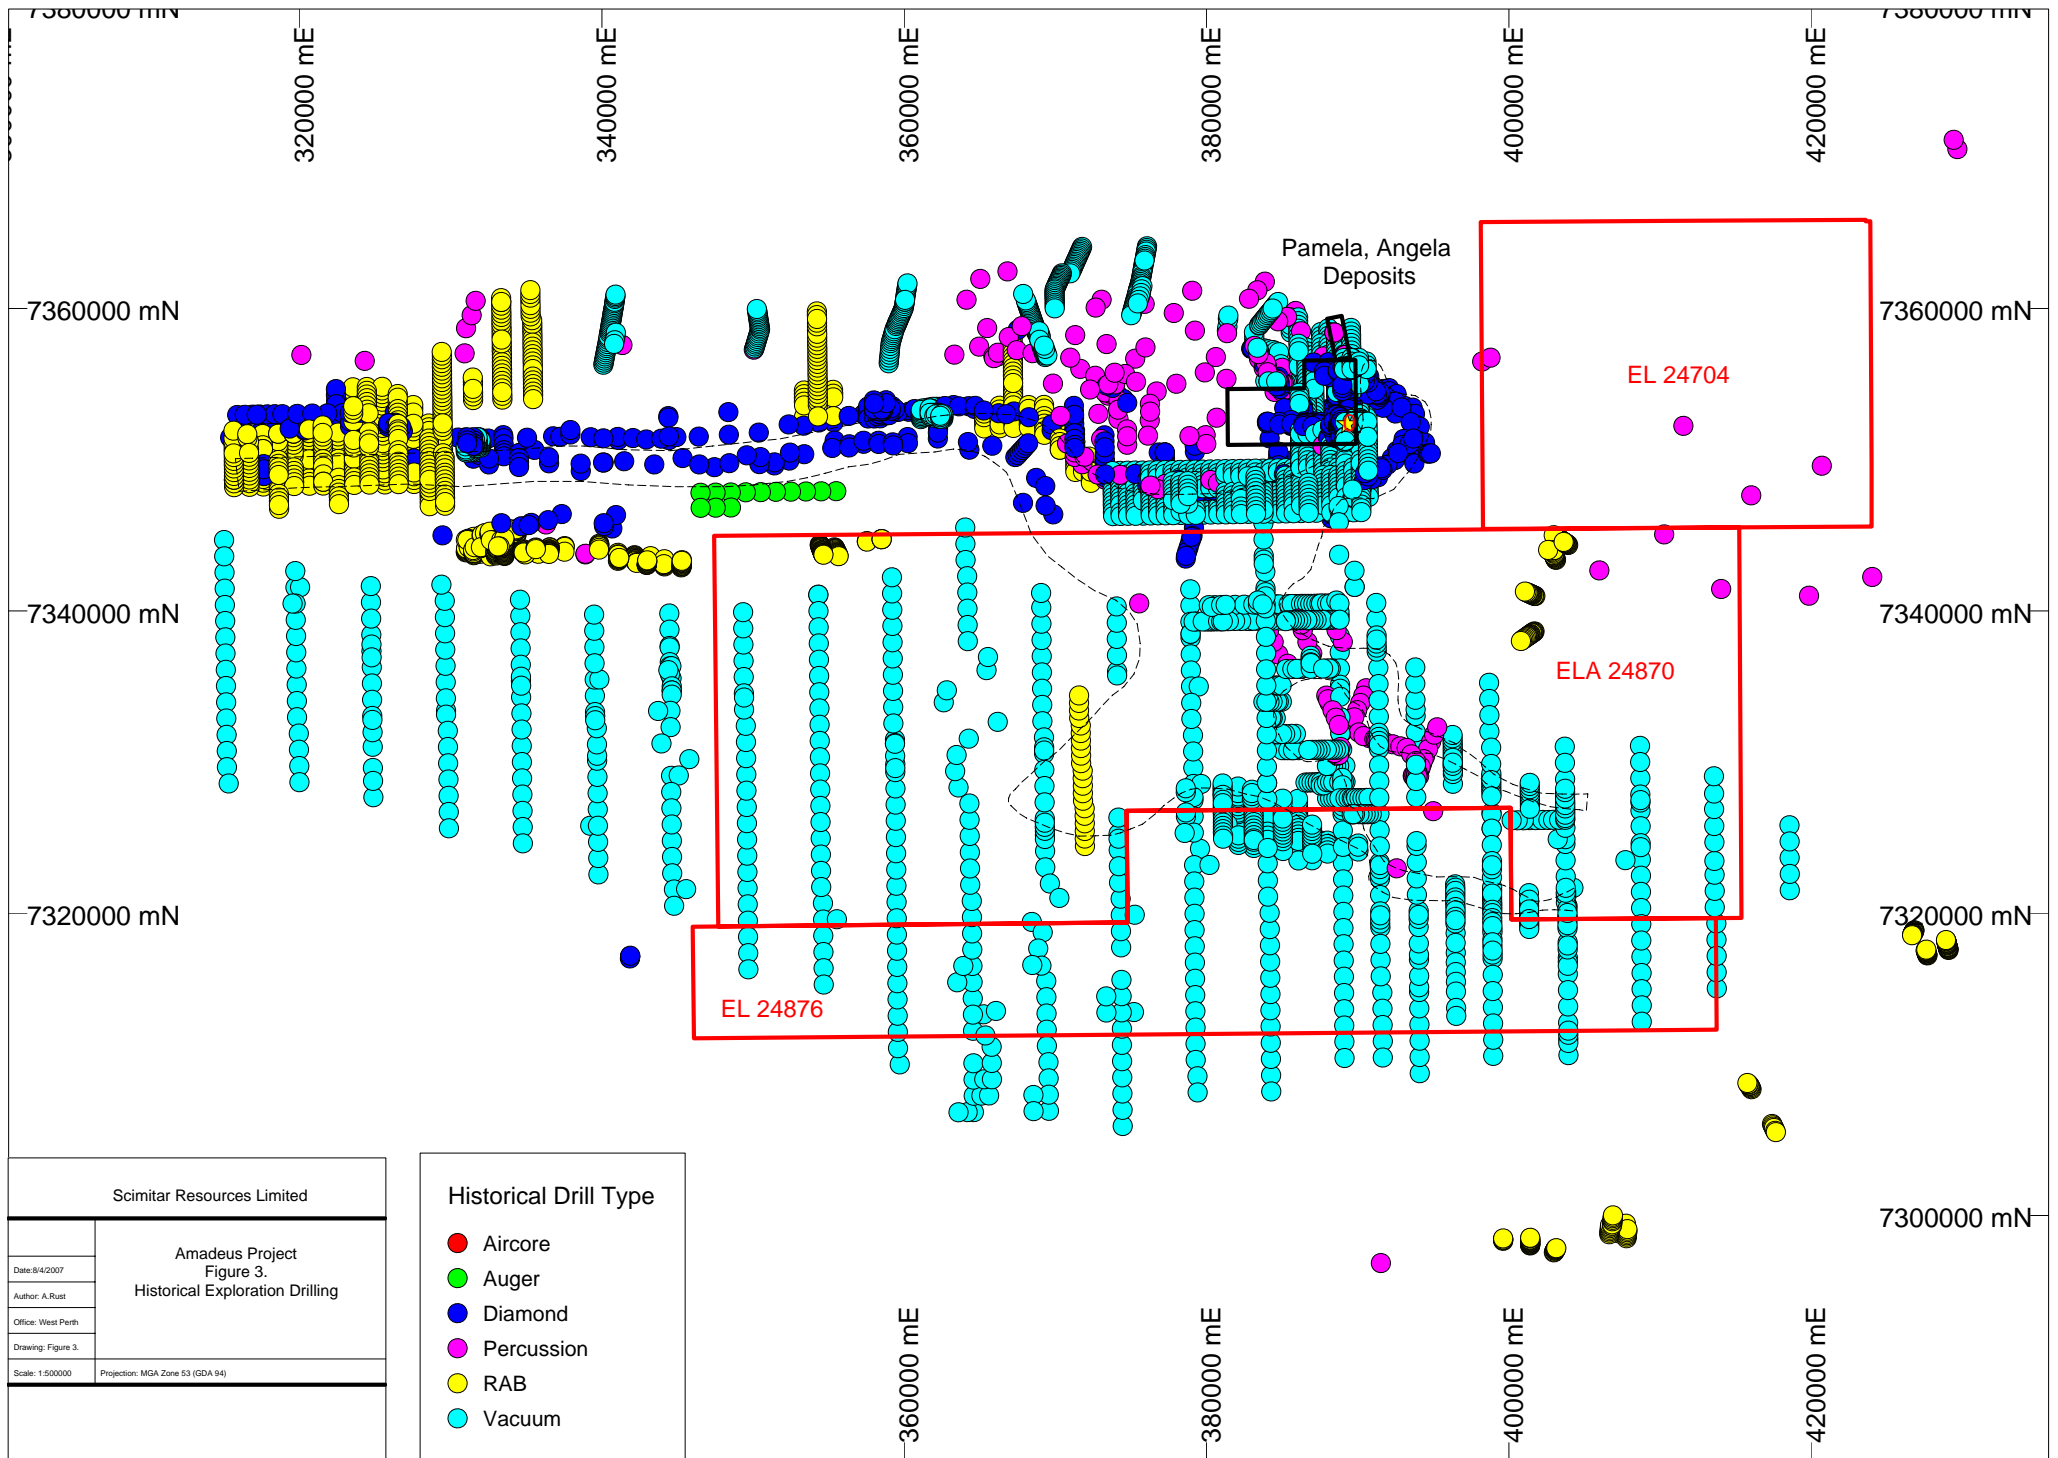 7380000 mN
7380000 mN
320000 mE
340000 mE
360000 mE
380000 mE
400000 mE
420000 mE
Pamela, Angela
Deposits
7360000 mN
7360000 mN
EL 24704
7340000 mN
7340000 mN
ELA 24870
7320000 mN
7320000 mN
EL 24876
7300000 mN
Scimitar Resources Limited
Amadeus Project
Figure 3.
Historical Exploration Drilling
Date:8/4/2007
Author: A.Rust
Office: West Perth
Drawing: Figure 3.
Scale: 1:500000
Projection: MGA Zone 53 (GDA 94)
Historical Drill Type
Aircore
Auger
Diamond
Percussion
RAB
Vacuum
360000 mE
380000 mE
400000 mE
420000 mE